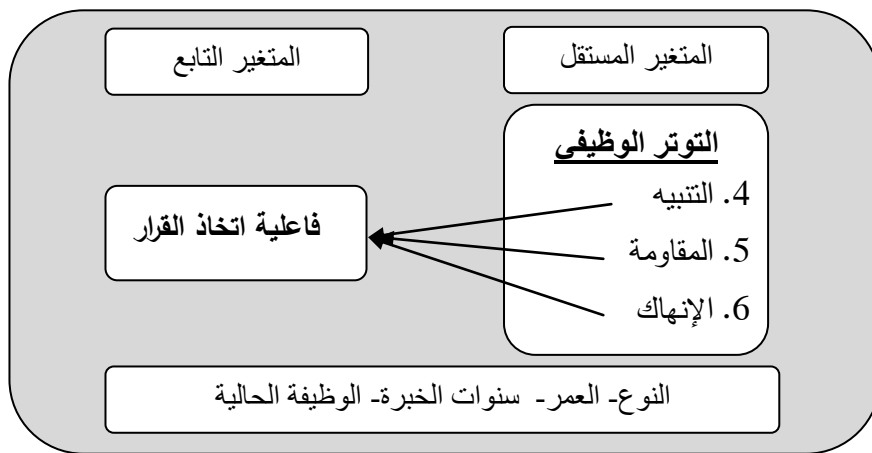 المتغير المستقل
المتغير التابع
التوتر الوظيفي
4. التنبيه
5. المقاومة
6. الإنهاك
فاعلية اتخاذ القرار
النوع- العمر- سنوات الخبرة- الوظيفة الحالية